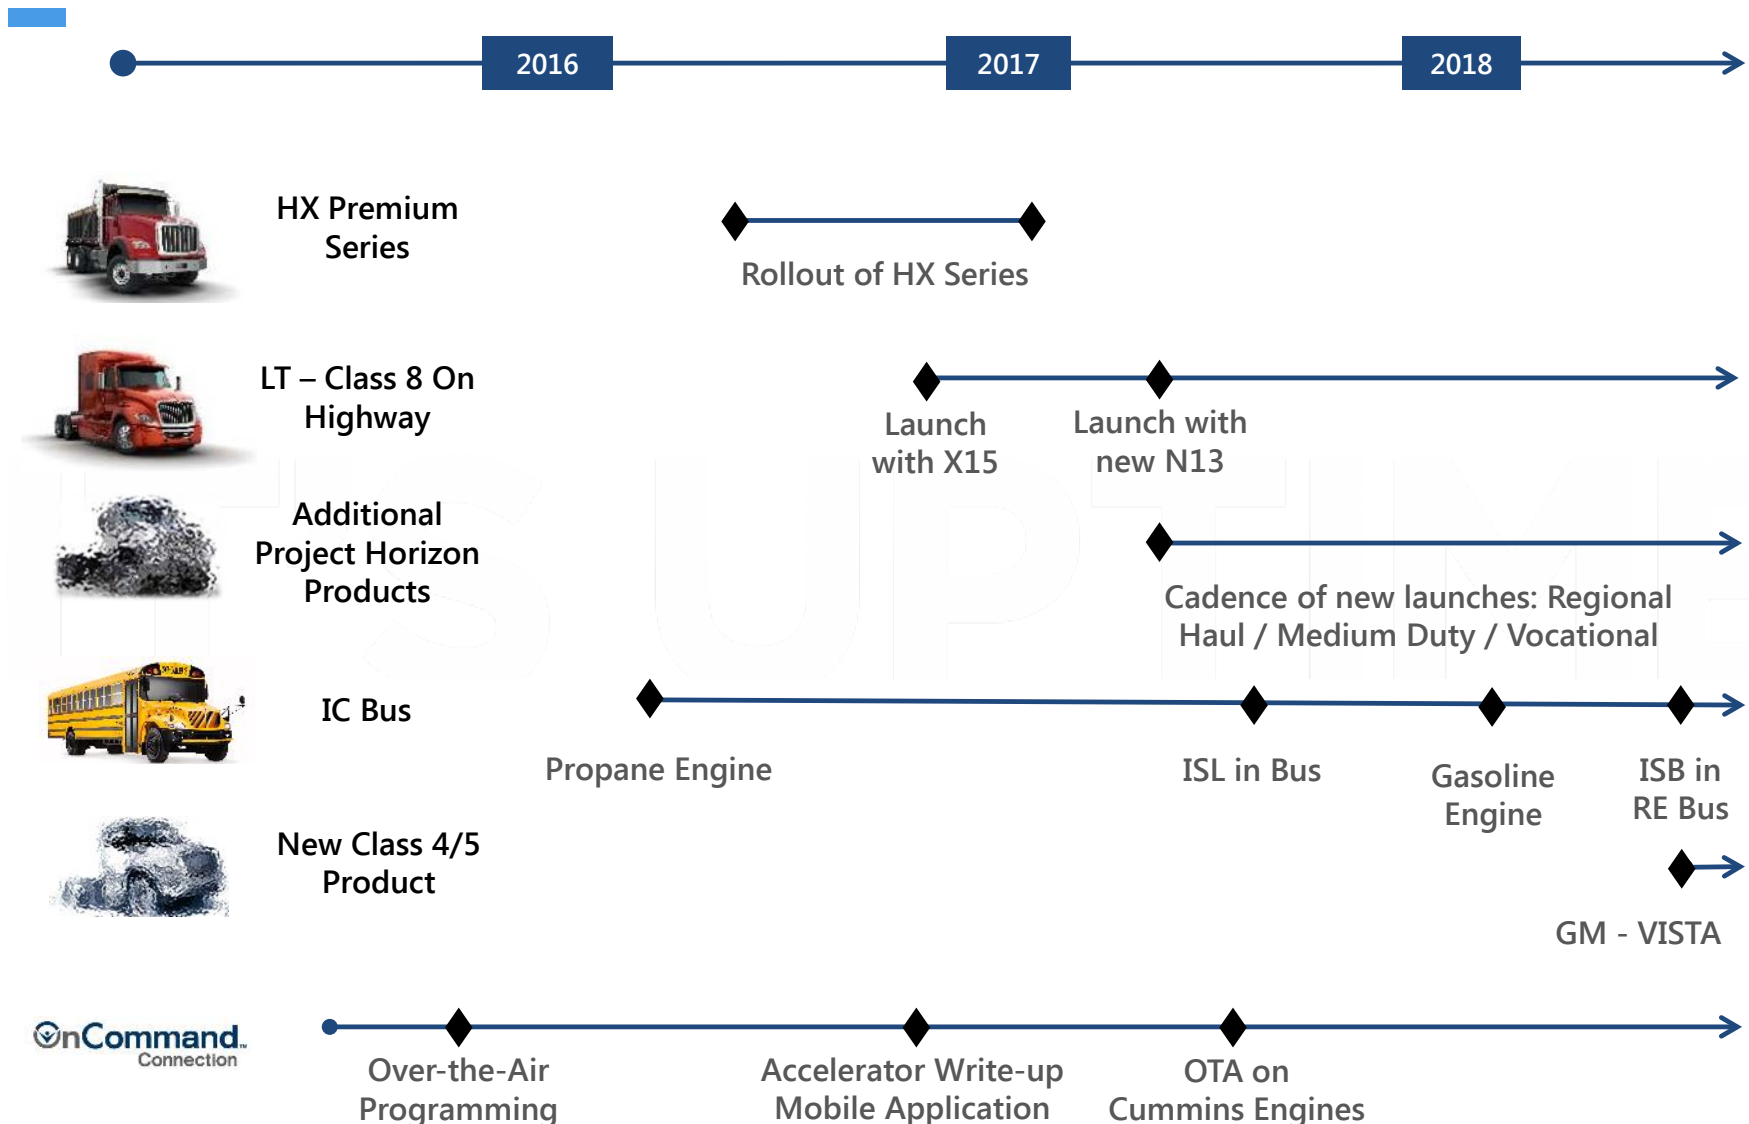 2016
2017
2018
HX Premium
Series
Rollout of HX Series
LT – Class 8 On
Highway
Launch
with X15
Launch with
new N13
Additional
Project Horizon
Products
Cadence of new launches: Regional
Haul / Medium Duty / Vocational
IC Bus
Propane Engine
ISL in Bus
Gasoline
Engine
ISB in
RE Bus
New Class 4/5
Product
GM - VISTA
OnCommand™
Connection
Over-the-Air
Programming
Accelerator Write-up
Mobile Application
OTA on
Cummins Engines
IT'S UPTIME